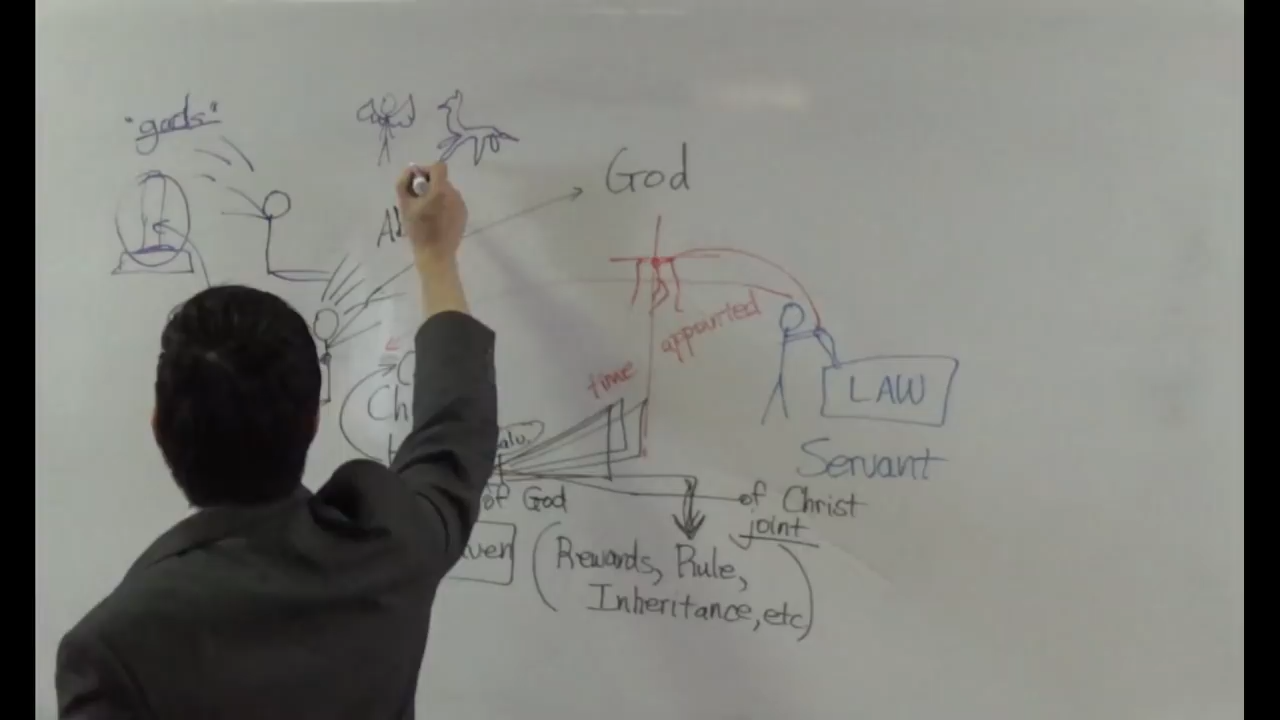 "gods"
God
time appointed
LAW
Servant
of God
of Christ
joint
(Rewards, Rule,
Inheritance, etc)